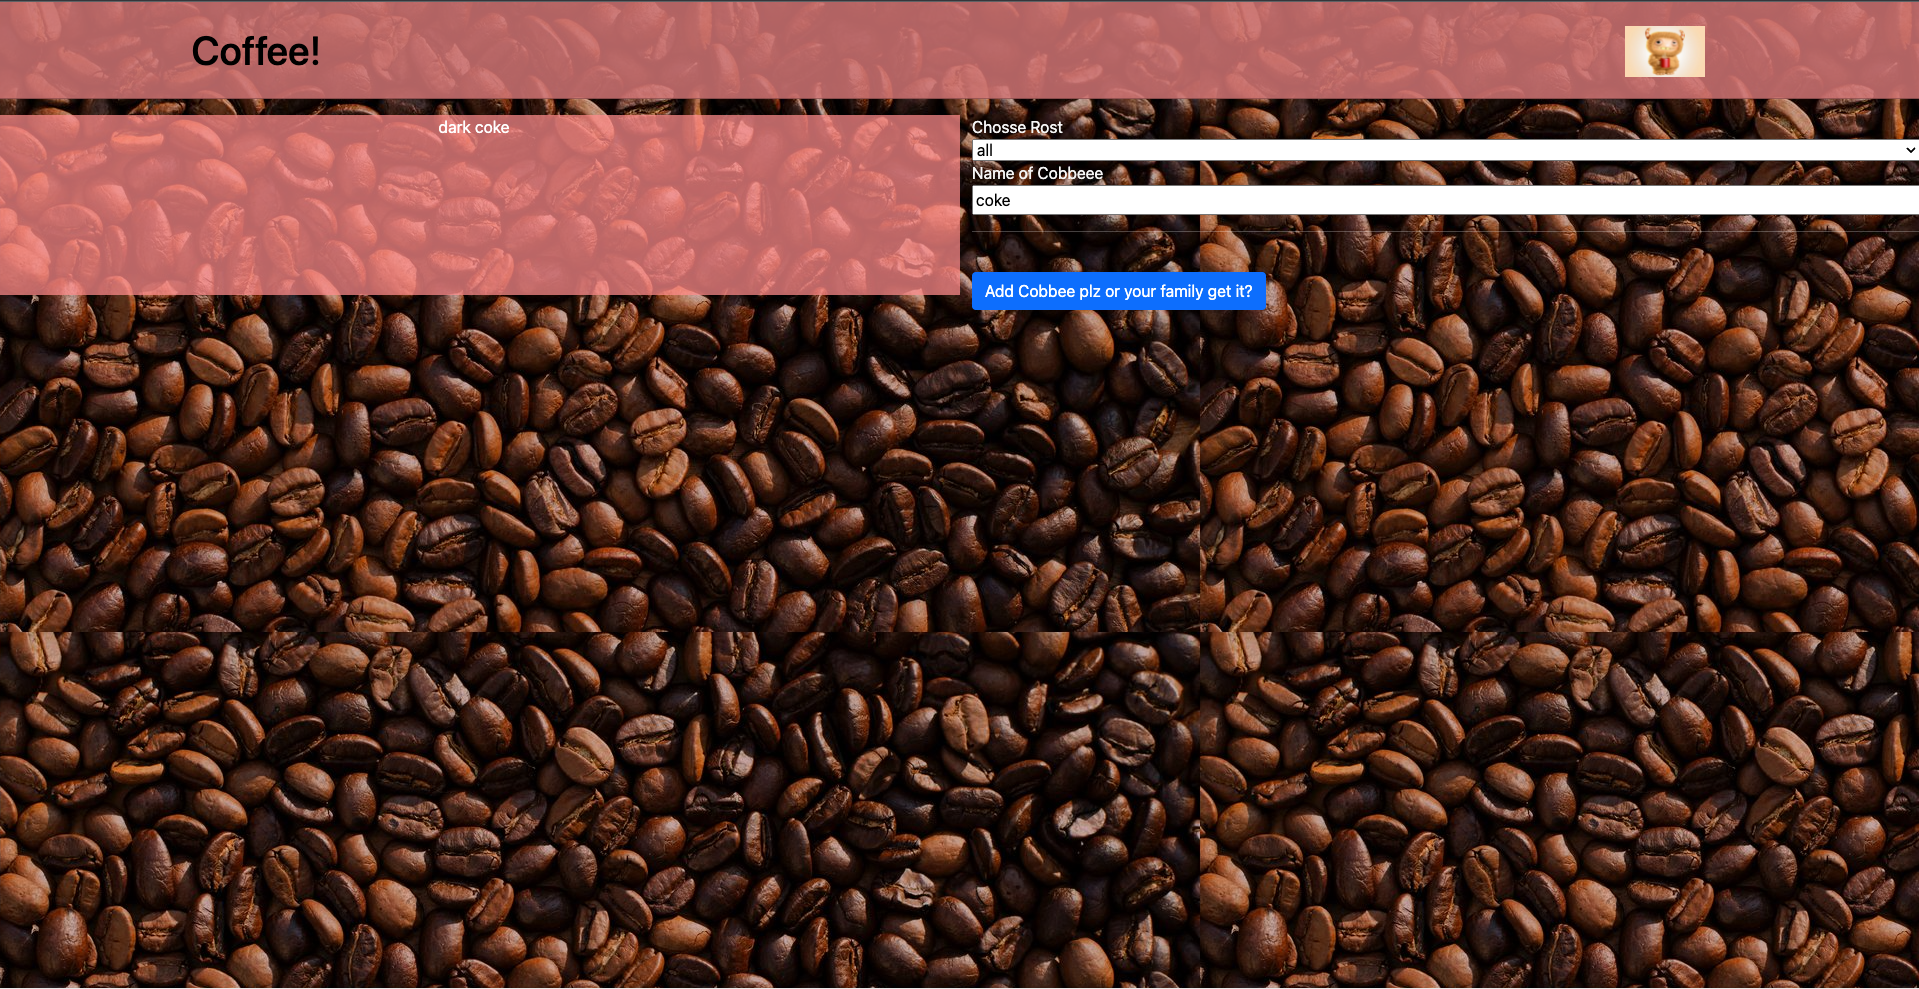 Coffee!
dark coke
Chosse Rost
all
Name of Cobbeee
coke
Add Cobbee plz or your family get it?